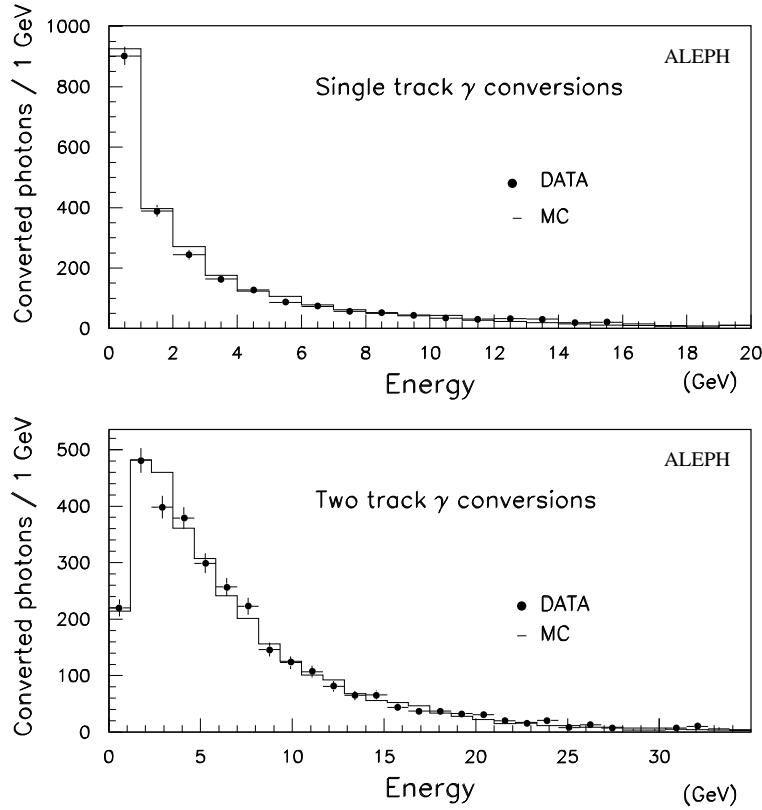 Converted photons / 1 GeV
1000
800
600
400
200
0
ALEPH
Single track γ conversions
DATA
MC
0 2 4 6 8 10 12 14 16 18 20
Energy
(GeV)
Converted photons / 1 GeV
500
400
300
200
100
0
ALEPH
Two track γ conversions
DATA
MC
0 5 10 15 20 25 30
Energy
(GeV)